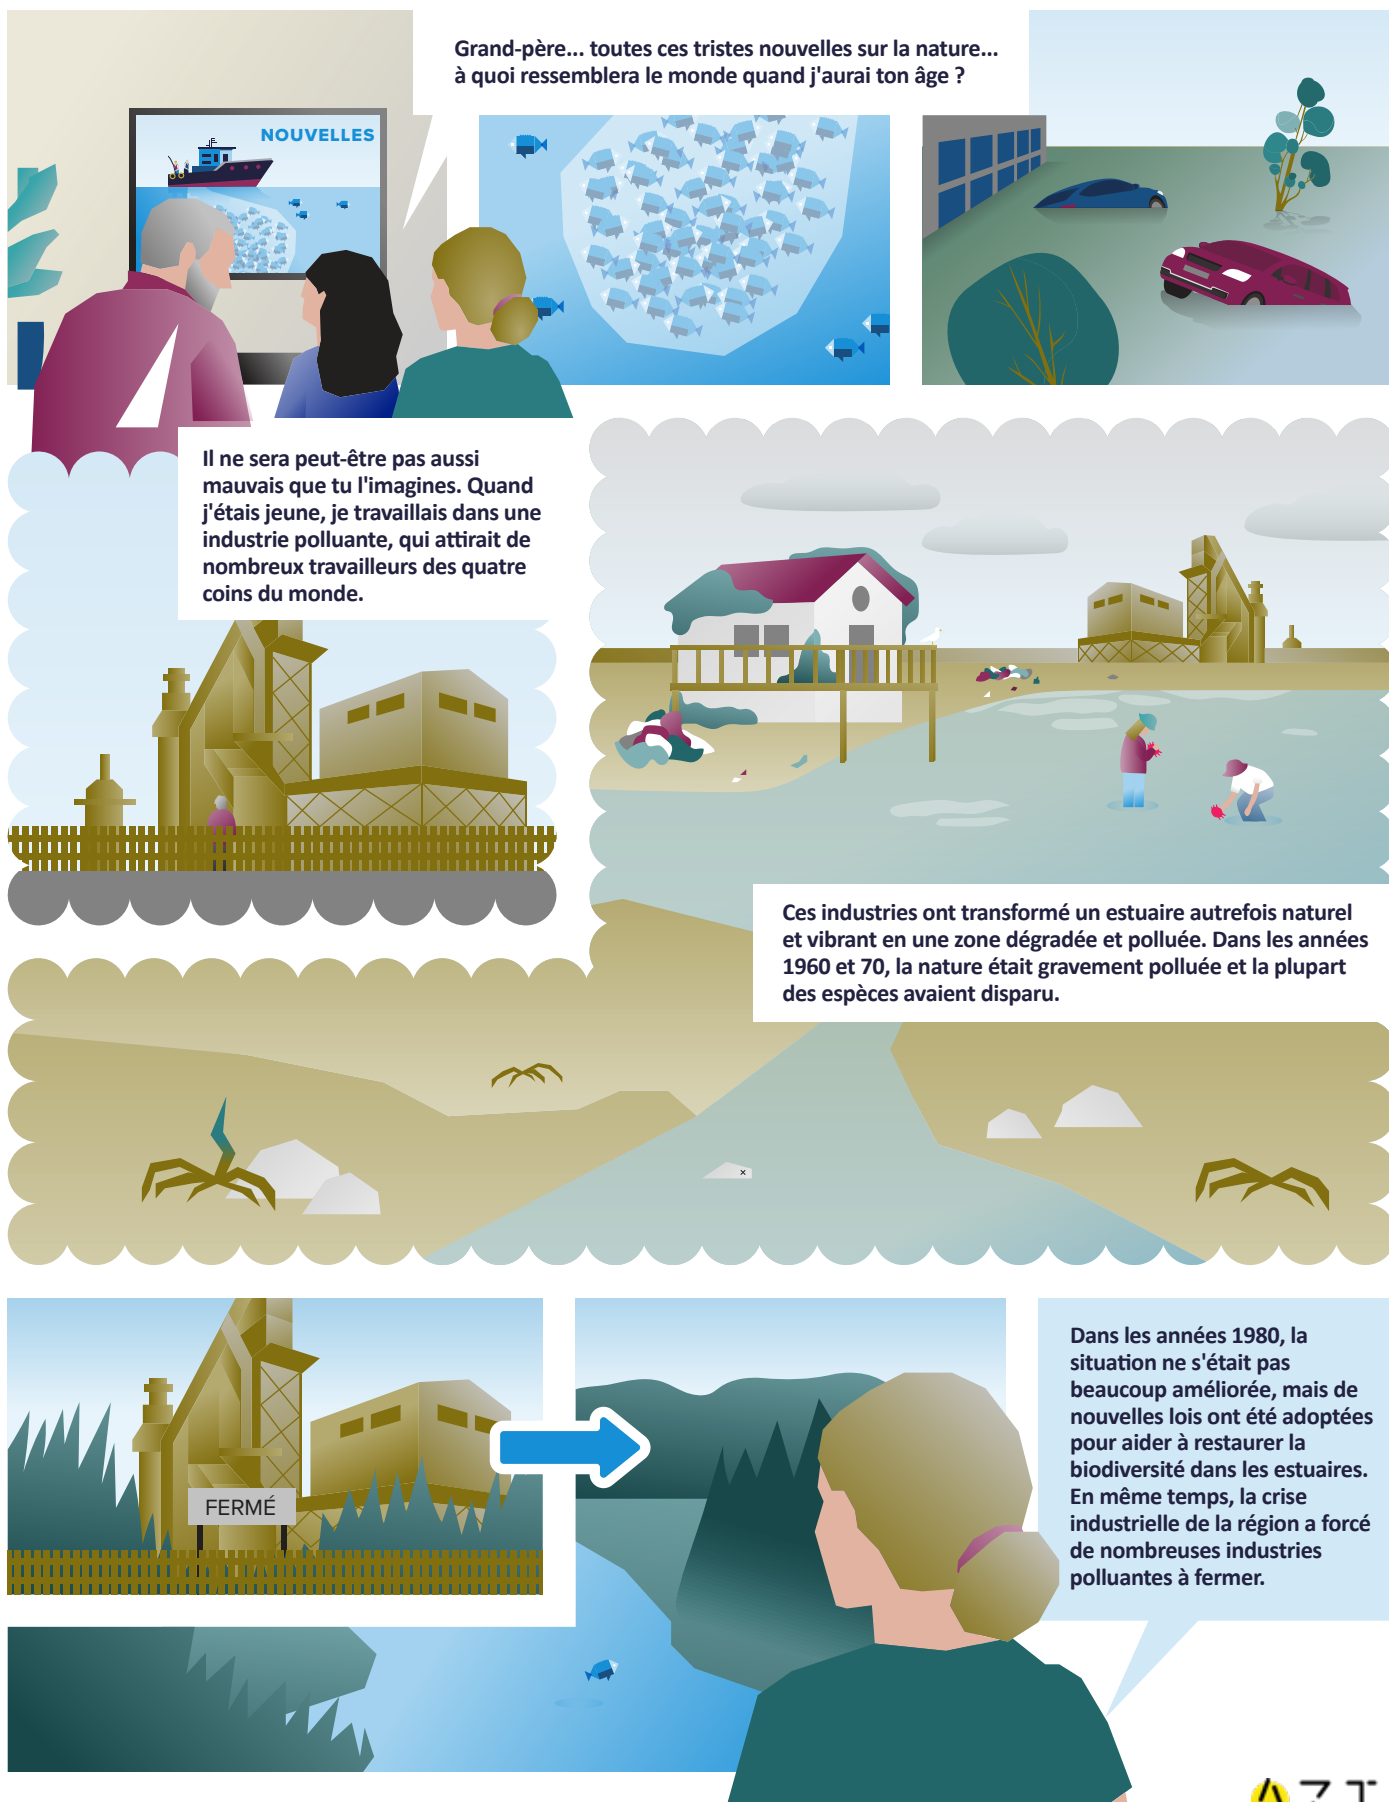 Grand-père... toutes ces tristes nouvelles sur la nature...
à quoi ressemblera le monde quand j'aurai ton âge ?
NOUVELLES
Il ne sera peut-être pas aussi
mauvais que tu l'imagines. Quand
j'étais jeune, je travaillais dans une
industrie polluante, qui attirait de
nombreux travailleurs des quatre
coins du monde.
Ces industries ont transformé un estuaire autrefois naturel
et vibrant en une zone dégradée et polluée. Dans les années
1960 et 70, la nature était gravement polluée et la plupart
des espèces avaient disparu.
FERMÉ
Dans les années 1980, la
situation ne s'était pas
beaucoup améliorée, mais de
nouvelles lois ont été adoptées
pour aider à restaurer la
biodiversité dans les estuaires.
En même temps, la crise
industrielle de la région a forcé
de nombreuses industries
polluantes à fermer.